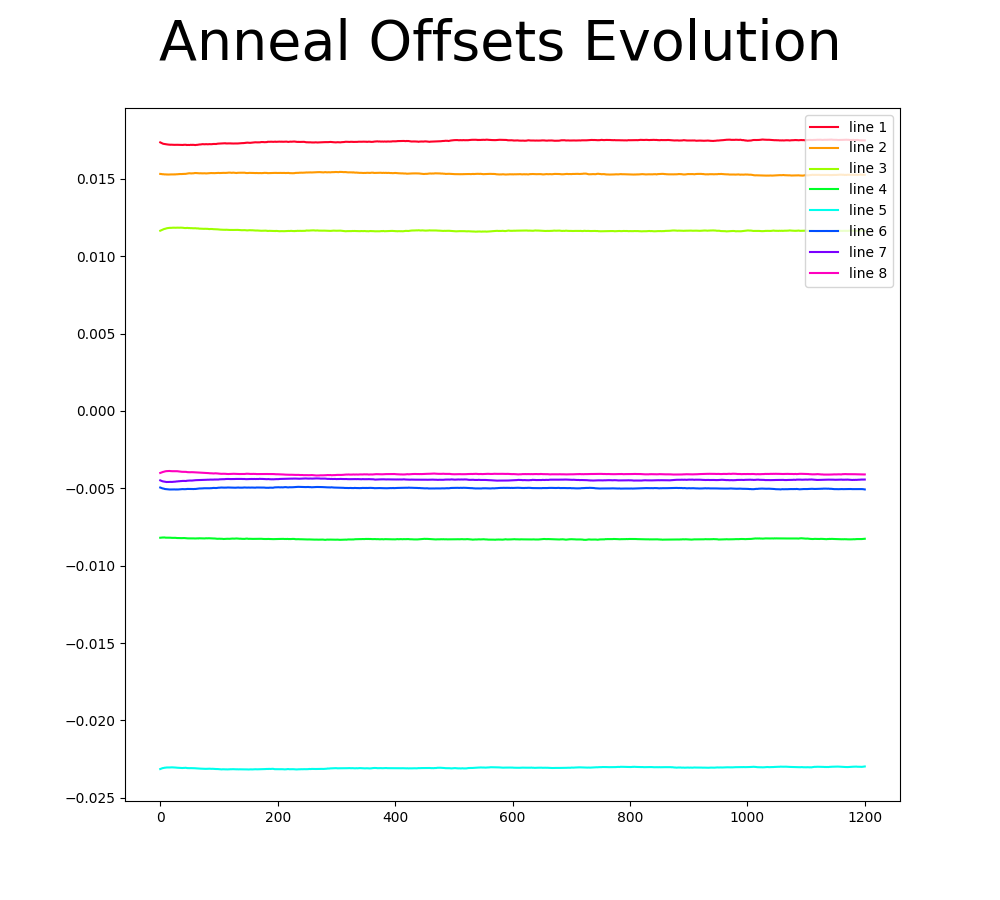 Anneal Offsets Evolution
line 1
line 2
line 3
line 4
line 5
line 6
line 7
line 8
0.015
0.010
0.005
0.000
−0.005
−0.010
−0.015
−0.020
−0.025
0 200 400 600 800 1000 1200